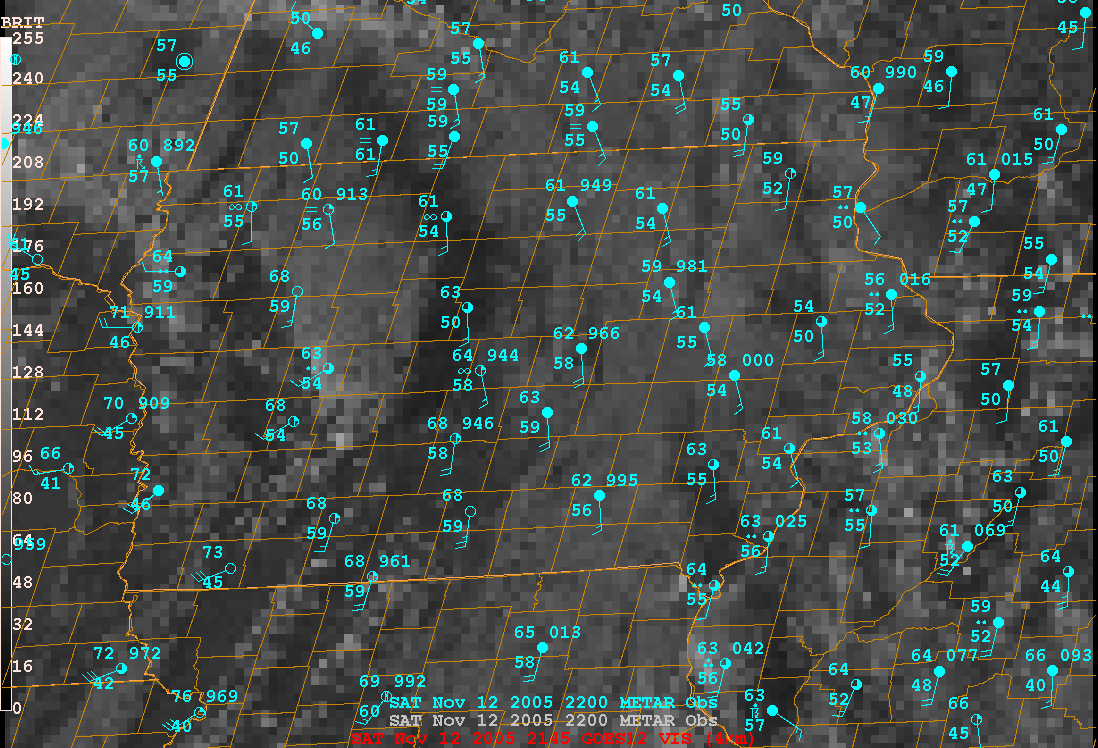 50 50 50
BRIT 57 57 46 55 45
255 55 61 57 59
240 59 54 54 60 990 46
224 59 59 59 55 47
946 57 61 55 50 61
208 60 892 50 61 55 59 61 015 50
192 57 61 60 913 61 61 949 61 52 57 57 47
176 55 56 54 55 54 50 52 55
45 64 59 981 54
160 59 68 63 54 56 016 59
71 911 59 50 61 54 52 54
144 46 63 62 966 55 50
128 54 64 944 58 58 000 55 57
112 70 909 68 58 63 54 48 50
45 54 68 946 59 58 030 61
96 66 58 63 61 53 50
80 41 72 62 995 55 54 63
46 68 68 56 57 50
64 959 59 59 63 025 55 61 069
48 73 68 961 56 52 64
45 59 64 44
32 55 59
65 013 52
16 72 972 58 63 042 64 64 077 66 093
42 69 992 56 52 48 40
0 76 969 60 63 66
40 57 45
SAT Nov 12 2005 2200 METAR Obs
SAT Nov 12 2005 2200 METAR Obs
SAT Nov 12 2005 2145 GOES12 VIS (4km)